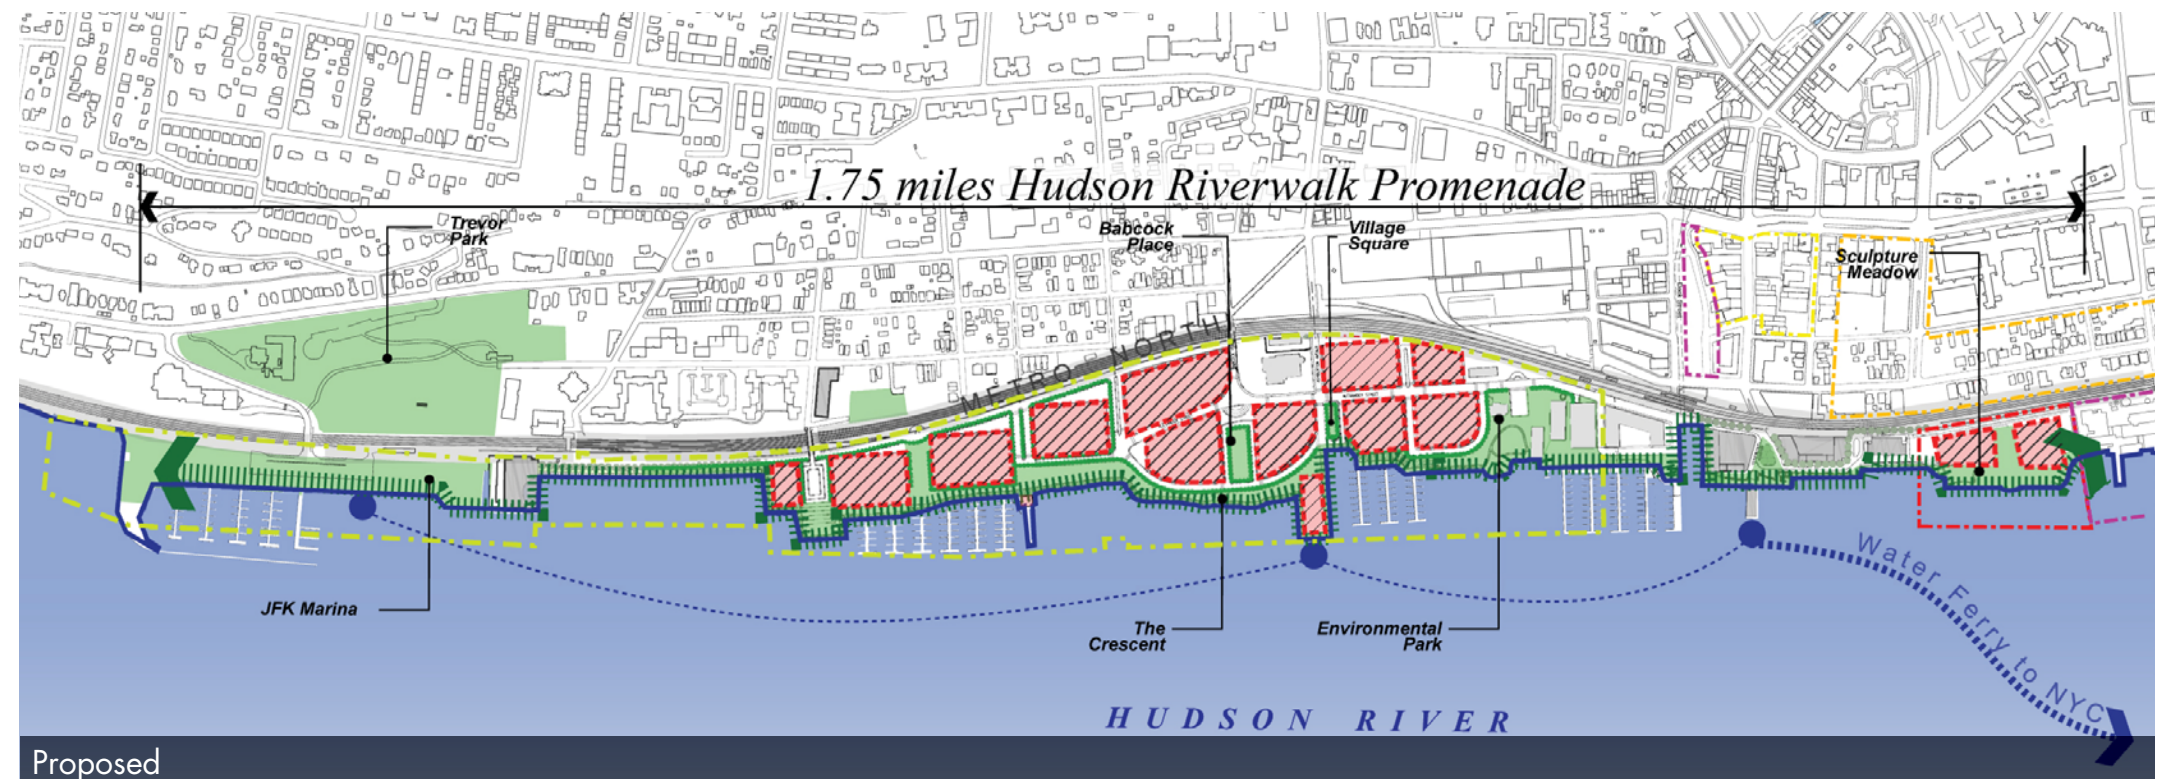 1.75 miles Hudson Riverwalk Promenade
Trevor
Park
Babcock
Place
Village
Square
Sculpture
Meadow
METRO NORTH
JFK Marina
The
Crescent
Environmental
Park
Water Ferry to NYC
HUDSON RIVER
Proposed